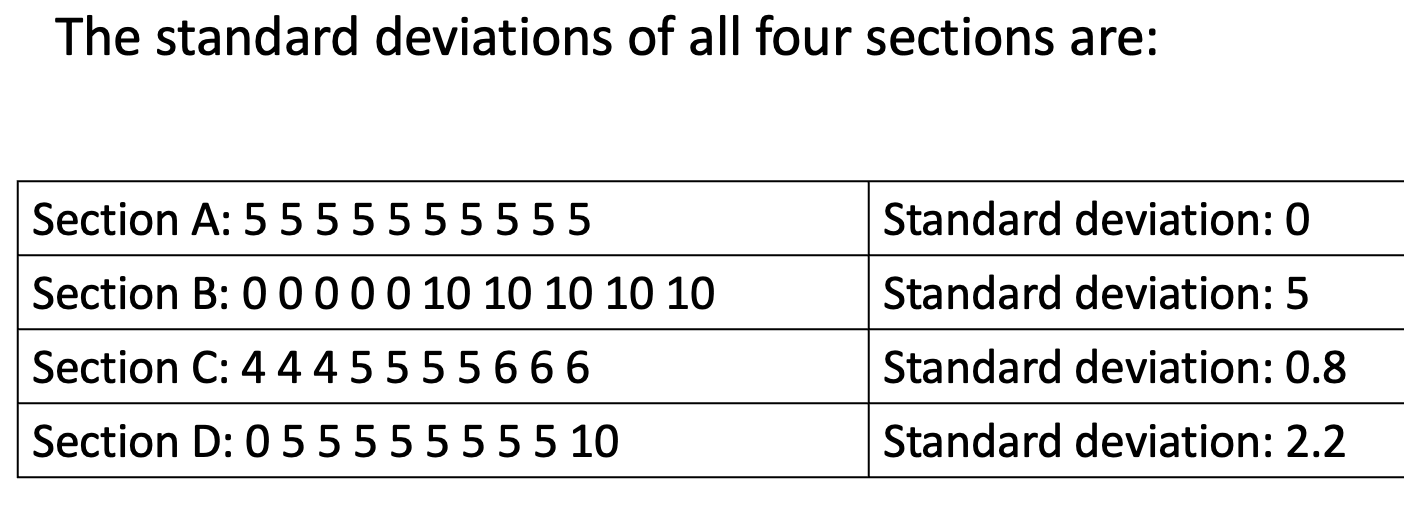 The standard deviations of all four sections are:
Section A: 5 5 5 5 5 5 5 5 5 5 Standard deviation: 0
Section B: 0 0 0 0 0 10 10 10 10 10 Standard deviation: 5
Section C: 4 4 4 5 5 5 5 6 6 6 Standard deviation: 0.8
Section D: 0 5 5 5 5 5 5 5 5 10 Standard deviation: 2.2